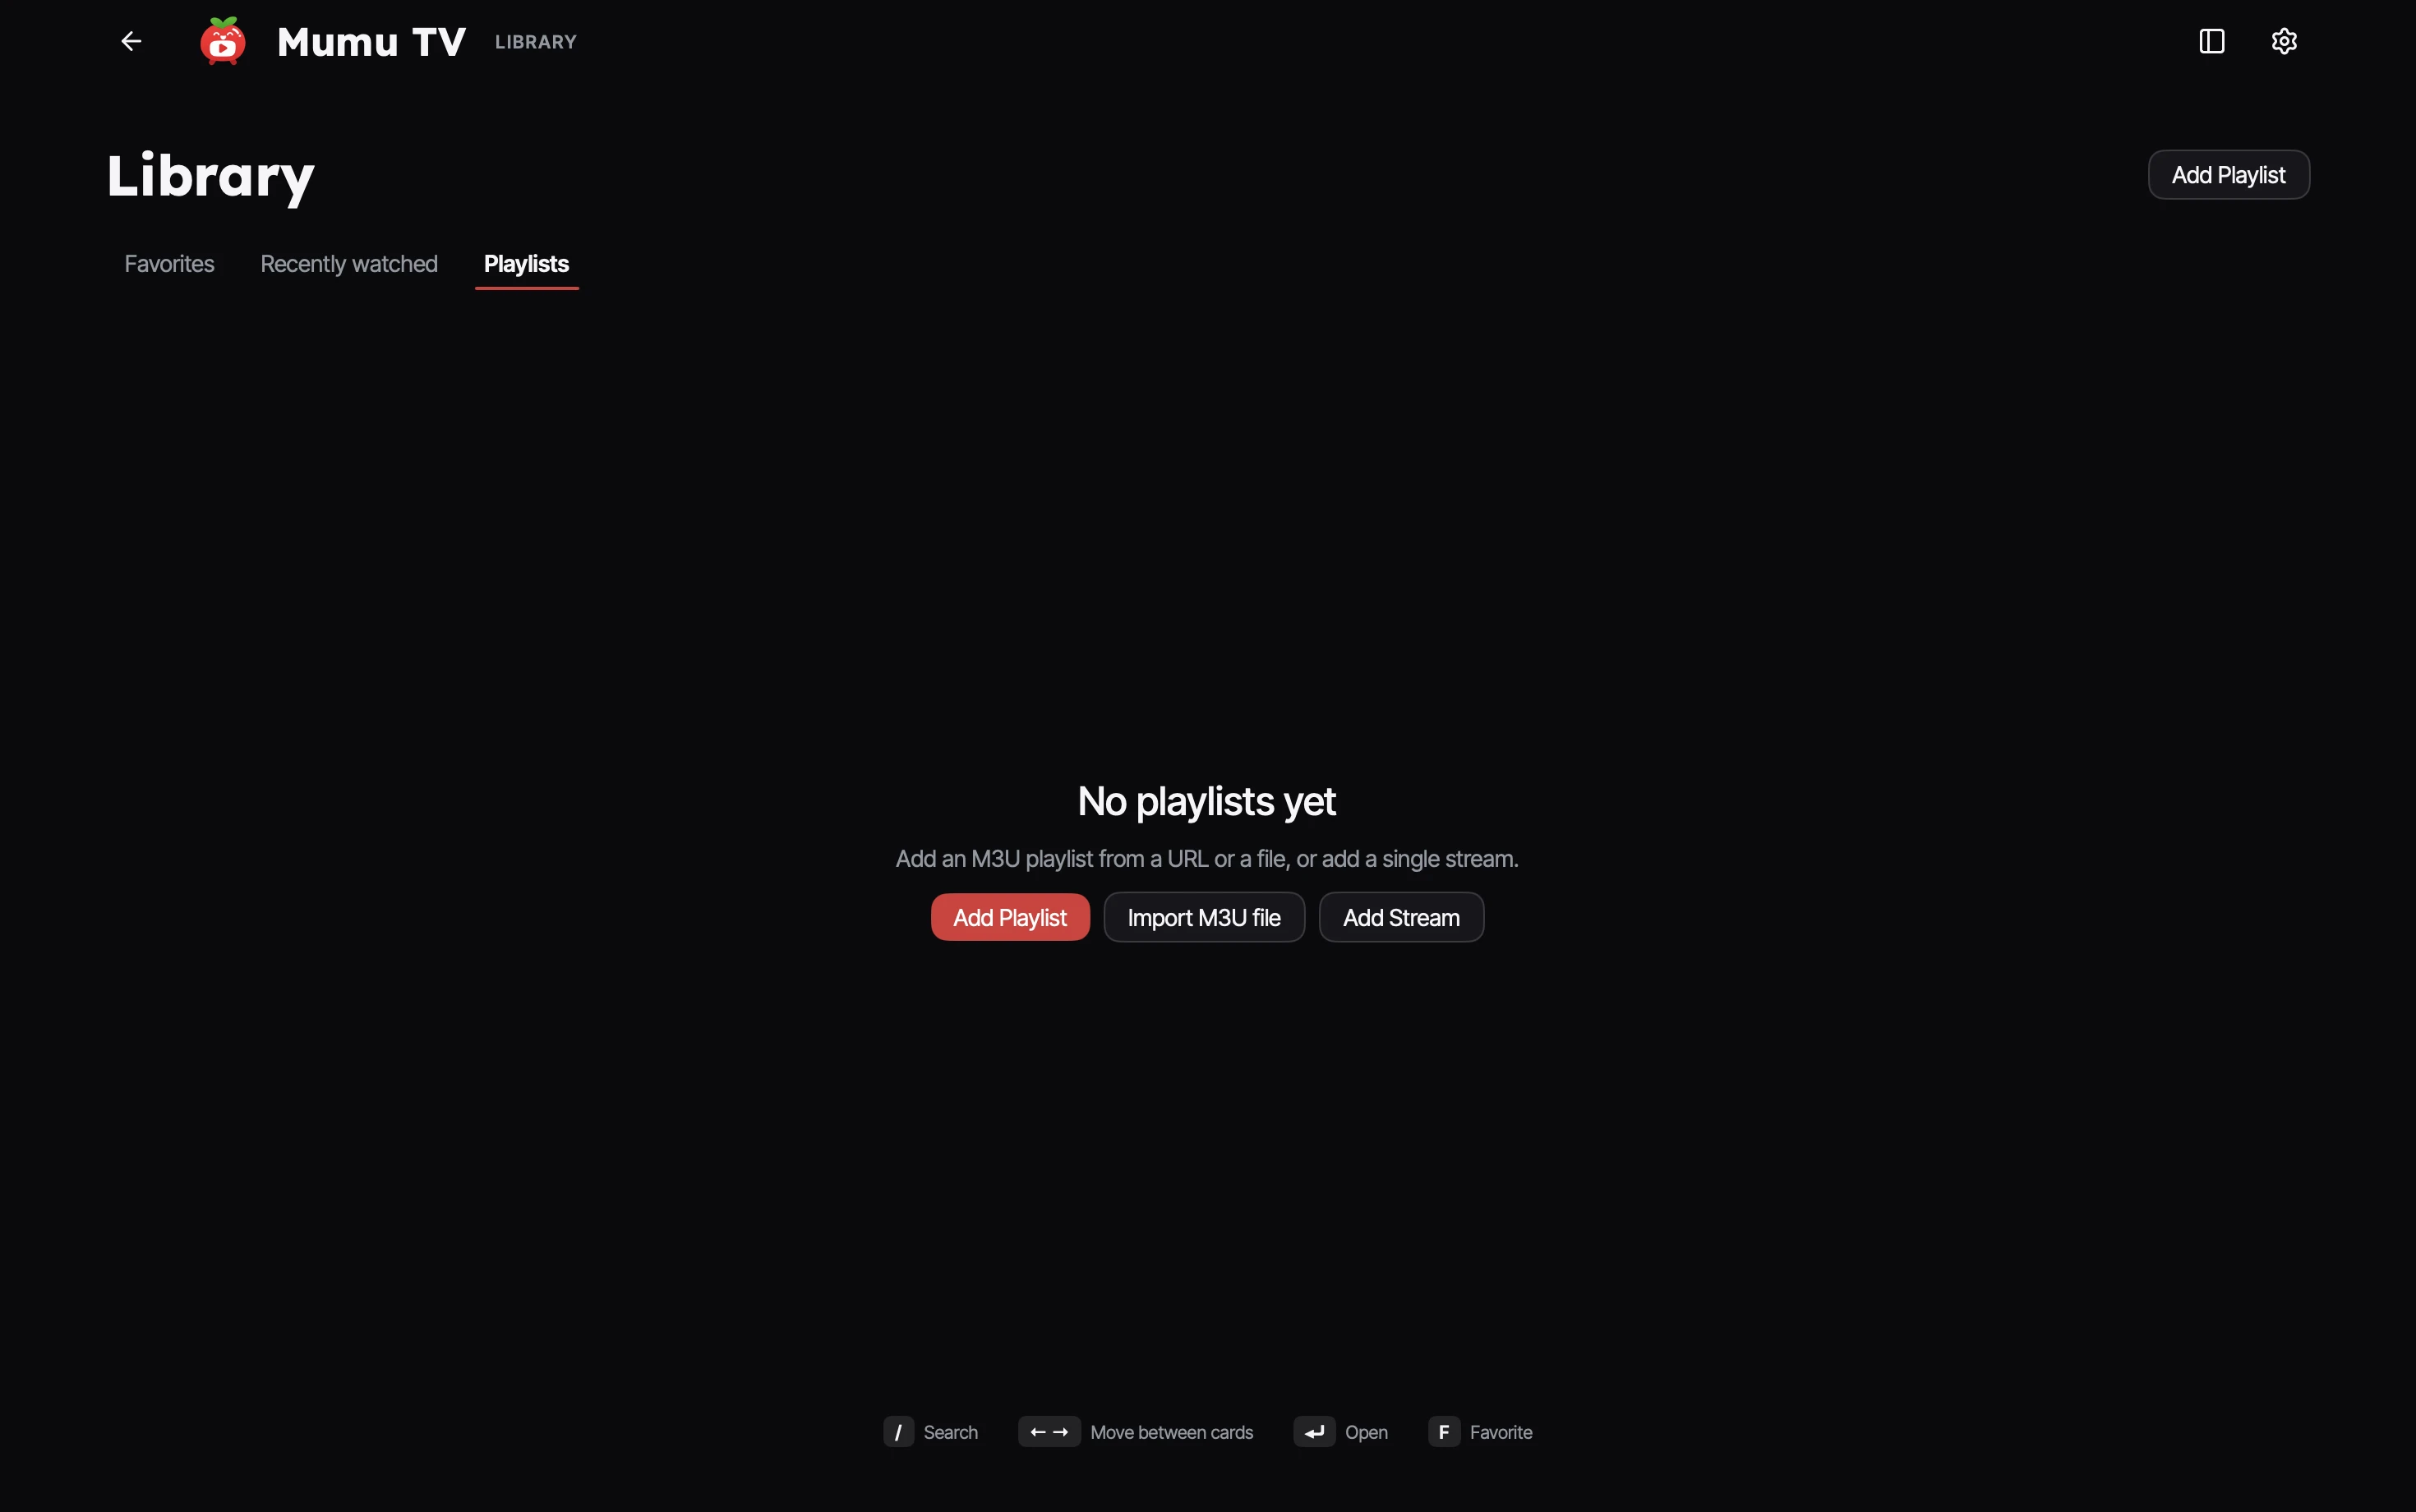 Mumu TV LIBRARY
Library
Add Playlist
Favorites Recently watched Playlists
No playlists yet
Add an M3U playlist from a URL or a file, or add a single stream.
Add Playlist Import M3U file Add Stream
/ Search ← → Move between cards ↵ Open F Favorite